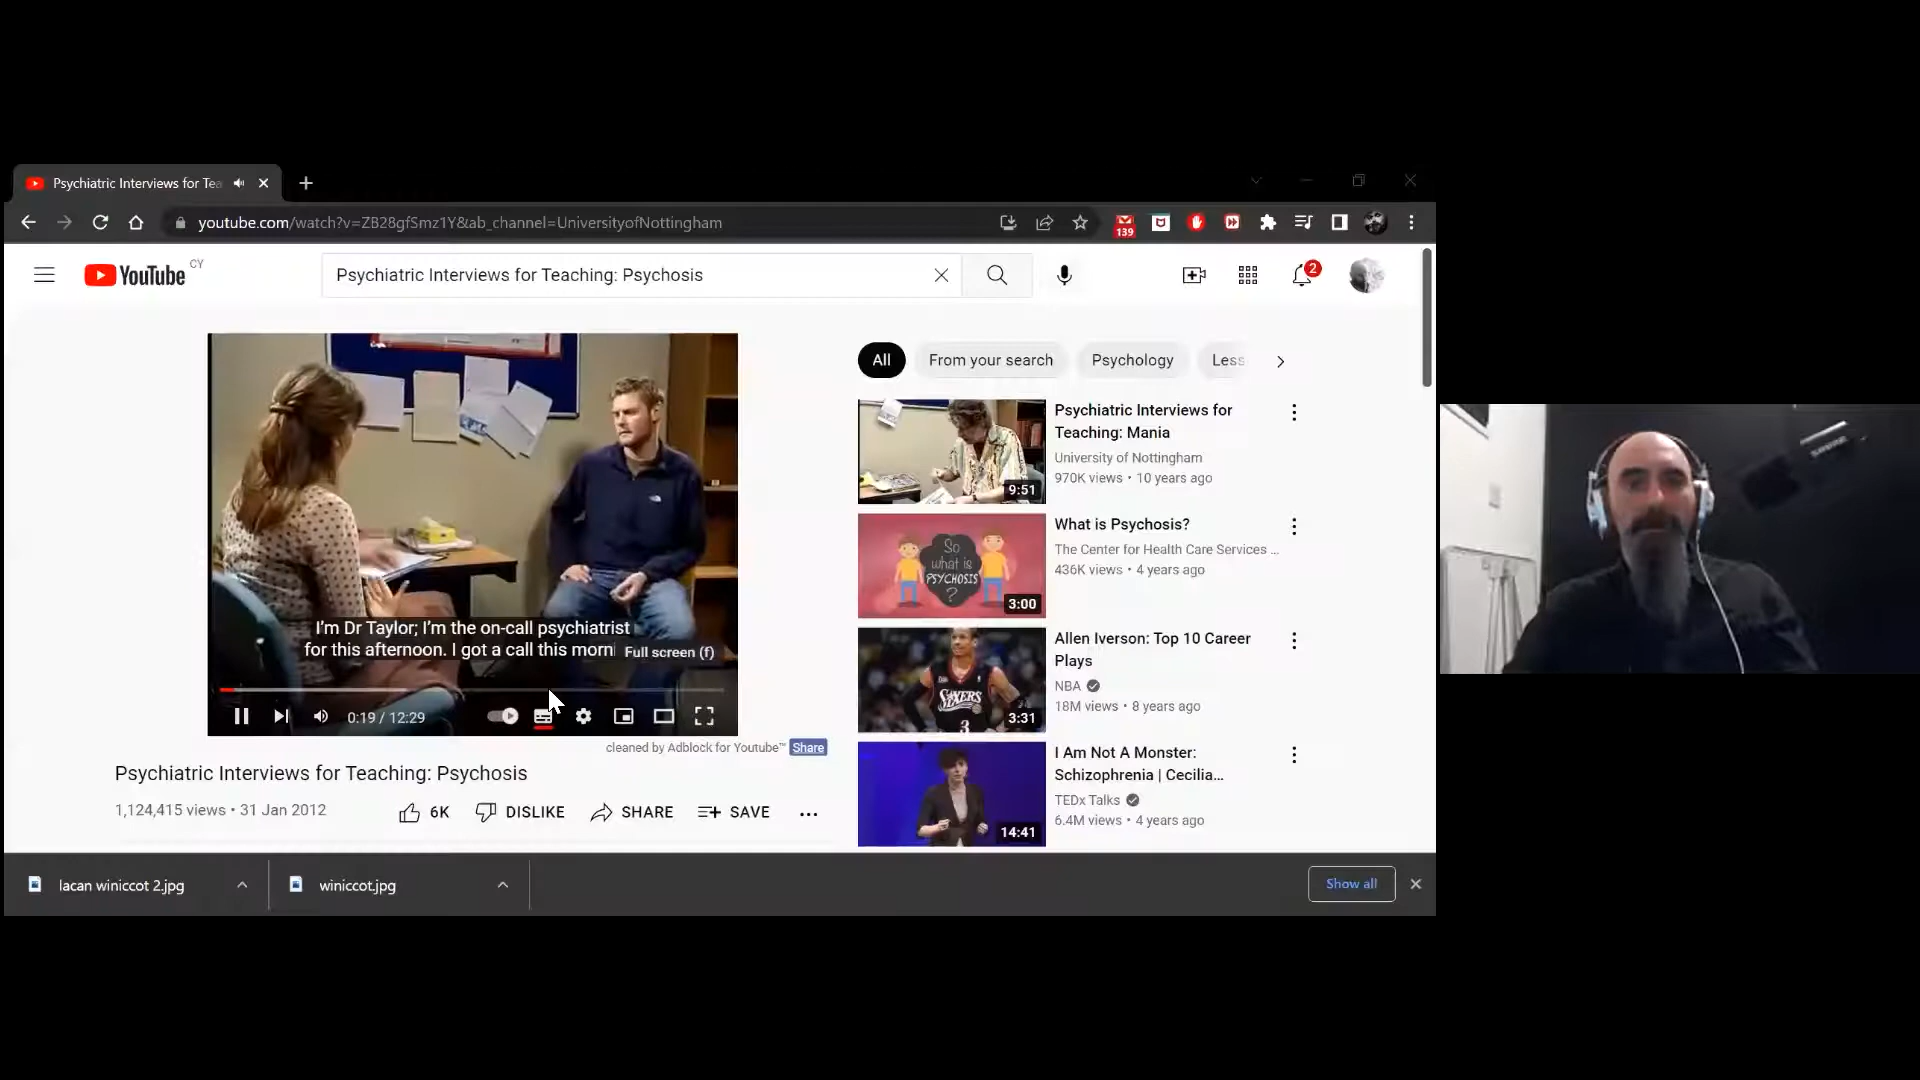 Psychiatric Interviews for Tea
youtube.com/watch?v=ZB28gfSmz1Y&ab_channel=UniversityofNottingham
139
YouTube CY
Psychiatric Interviews for Teaching: Psychosis
2
I'm Dr Taylor; I'm the on-call psychiatrist
for this afternoon. I got a call this morni
Full screen (f)
0:19 / 12:29
cleaned by Adblock for Youtube™ Share
Psychiatric Interviews for Teaching: Psychosis
1,124,415 views • 31 Jan 2012
6K DISLIKE SHARE SAVE
All From your search Psychology Less
Psychiatric Interviews for
Teaching: Mania
University of Nottingham
970K views • 10 years ago
9:51
What is Psychosis?
The Center for Health Care Services ...
436K views • 4 years ago
So
what is
PSYCHOSIS
?
3:00
Allen Iverson: Top 10 Career
Plays
NBA
18M views • 8 years ago
SIXERS
3
3:31
I Am Not A Monster:
Schizophrenia | Cecilia...
TEDx Talks
6.4M views • 4 years ago
14:41
lacan winiccot 2.jpg
winiccot.jpg
Show all